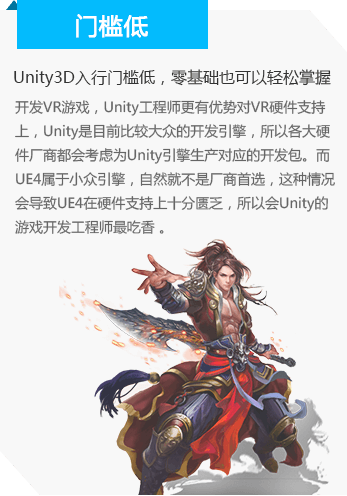 门槛低
Unity3D入行门槛低，零基础也可以轻松掌握
开发VR游戏，Unity工程师更有优势对VR硬件支持
上，Unity是目前比较大众的开发引擎，所以各大硬
件厂商都会考虑为Unity引擎生产对应的开发包。而
UE4属于小众引擎，自然就不是厂商首选，这种情况
会导致UE4在硬件支持上十分匮乏，所以会Unity的
游戏开发工程师最吃香 。